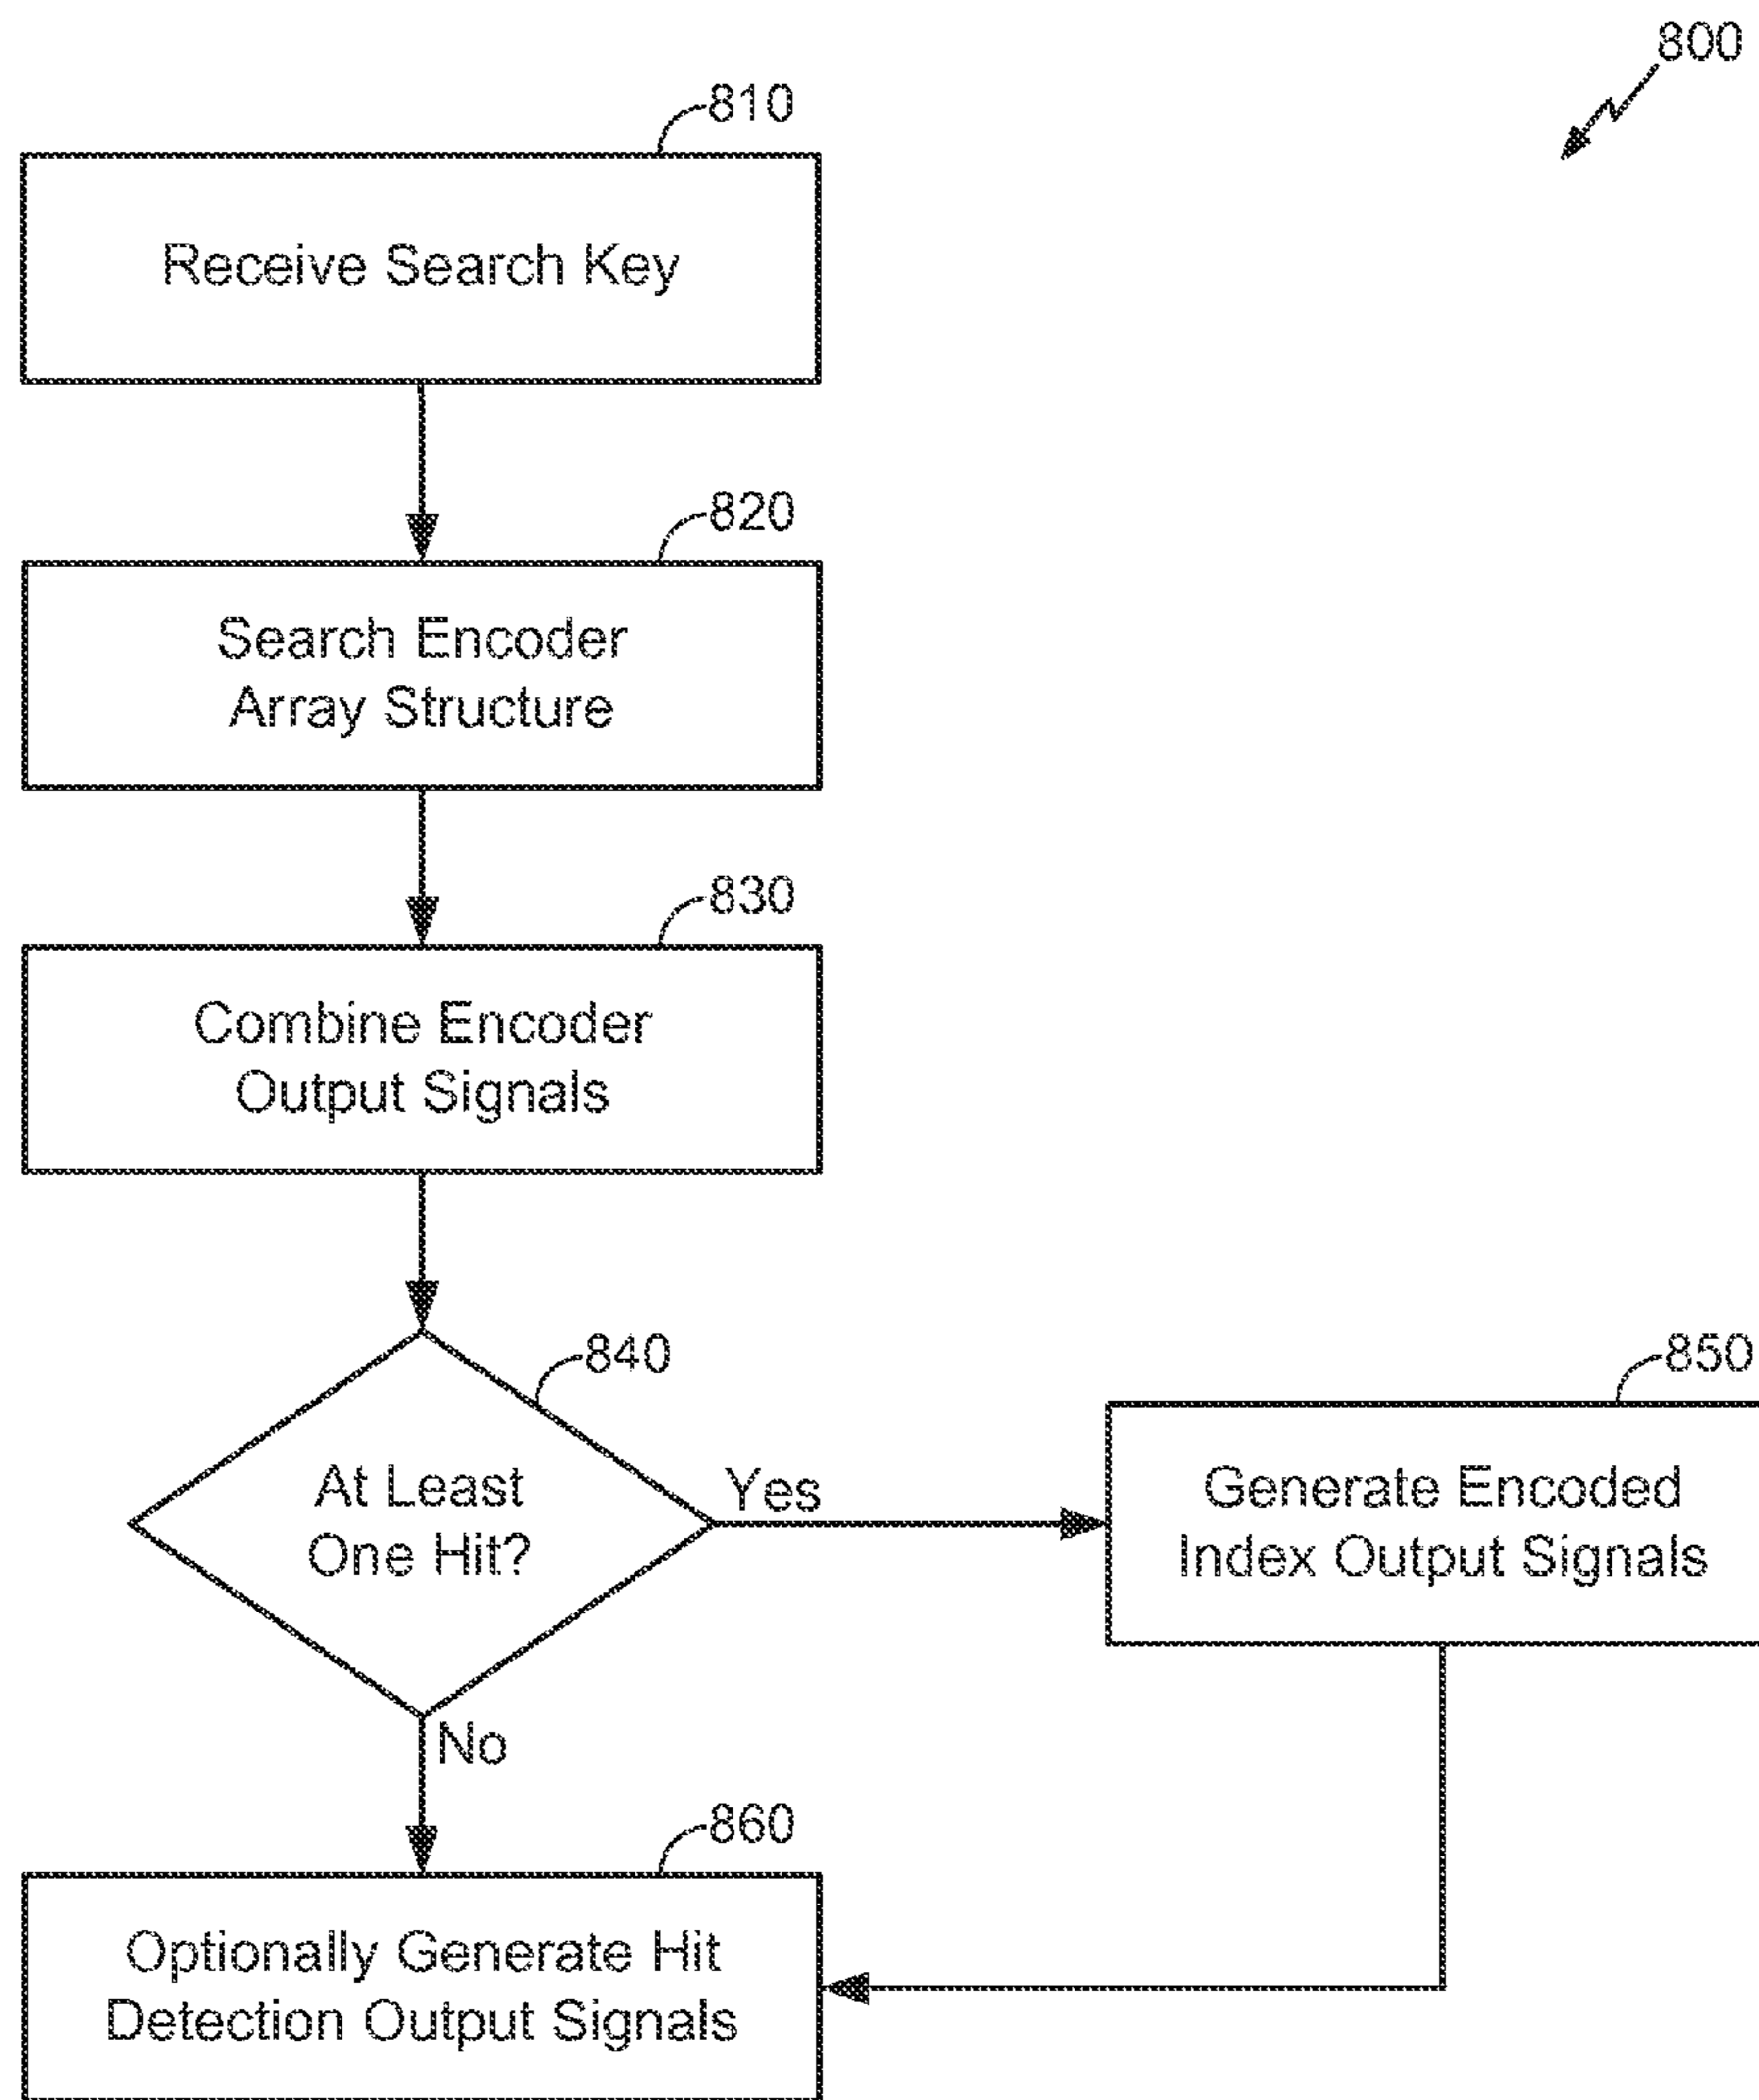 800
810
Receive Search Key
820
Search Encoder
Array Structure
830
Combine Encoder
Output Signals
840
At Least
One Hit?
Yes
850
Generate Encoded
Index Output Signals
No
860
Optionally Generate Hit
Detection Output Signals